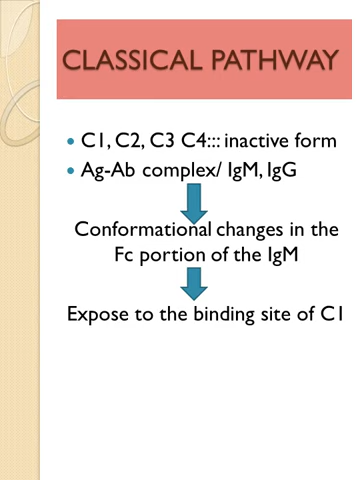 CLASSICAL PATHWAY
C1, C2, C3 C4::: inactive form
Ag-Ab complex/ IgM, IgG
Conformational changes in the
Fc portion of the IgM
Expose to the binding site of C1